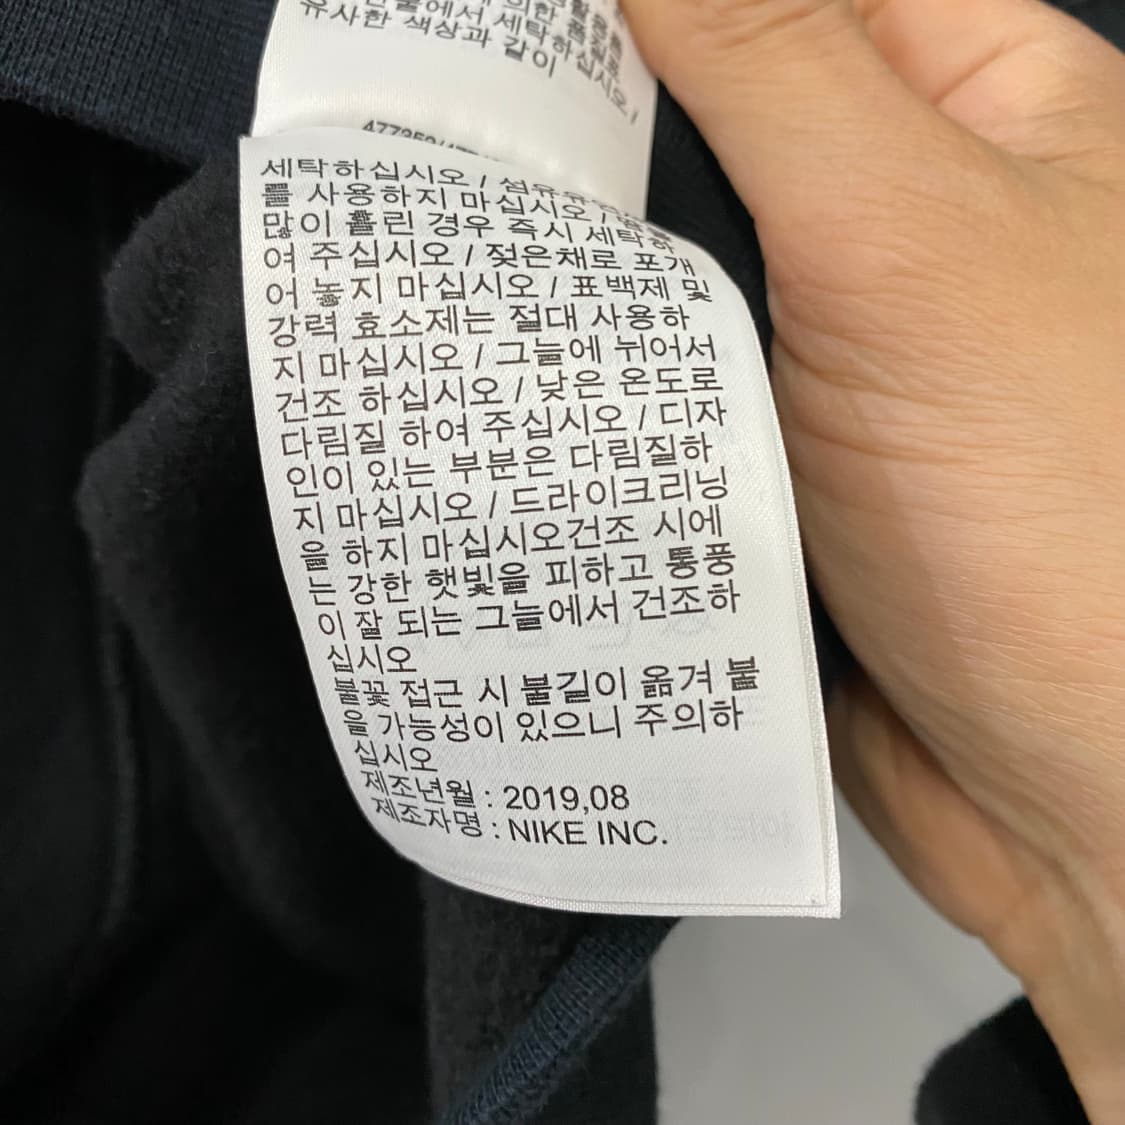 유사한 색상과 같이
세탁하십시오 / 섬유유
를 사용하지 마십시오 /
많이 흘린 경우 즉시 세탁하
여 주십시오 / 젖은채로 포개
어 놓지 마십시오 / 표백제 및
강력 효소제는 절대 사용하
지 마십시오 / 그늘에 뉘어서
건조 하십시오 / 낮은 온도로
다림질 하여 주십시오 / 디자
인이 있는 부분은 다림질하
지 마십시오 / 드라이크리닝
을 하지 마십시오건조 시에
는 강한 햇빛을 피하고 통풍
이 잘 되는 그늘에서 건조하
십시오
불꽃 접근 시 불길이 옮겨 붙
을 가능성이 있으니 주의하
십시오
제조년월 : 2019,08
제조자명 : NIKE INC.